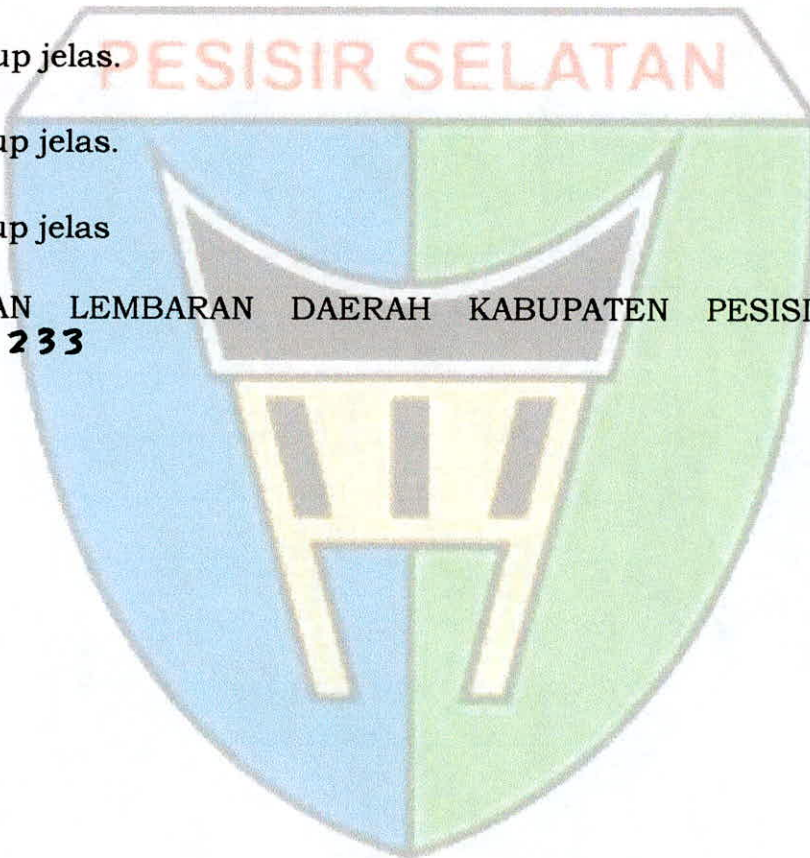 PESISIR SELATAN
up jelas.
up jelas.
up jelas
AN LEMBARAN DAERAH KABUPATEN PESISI
233